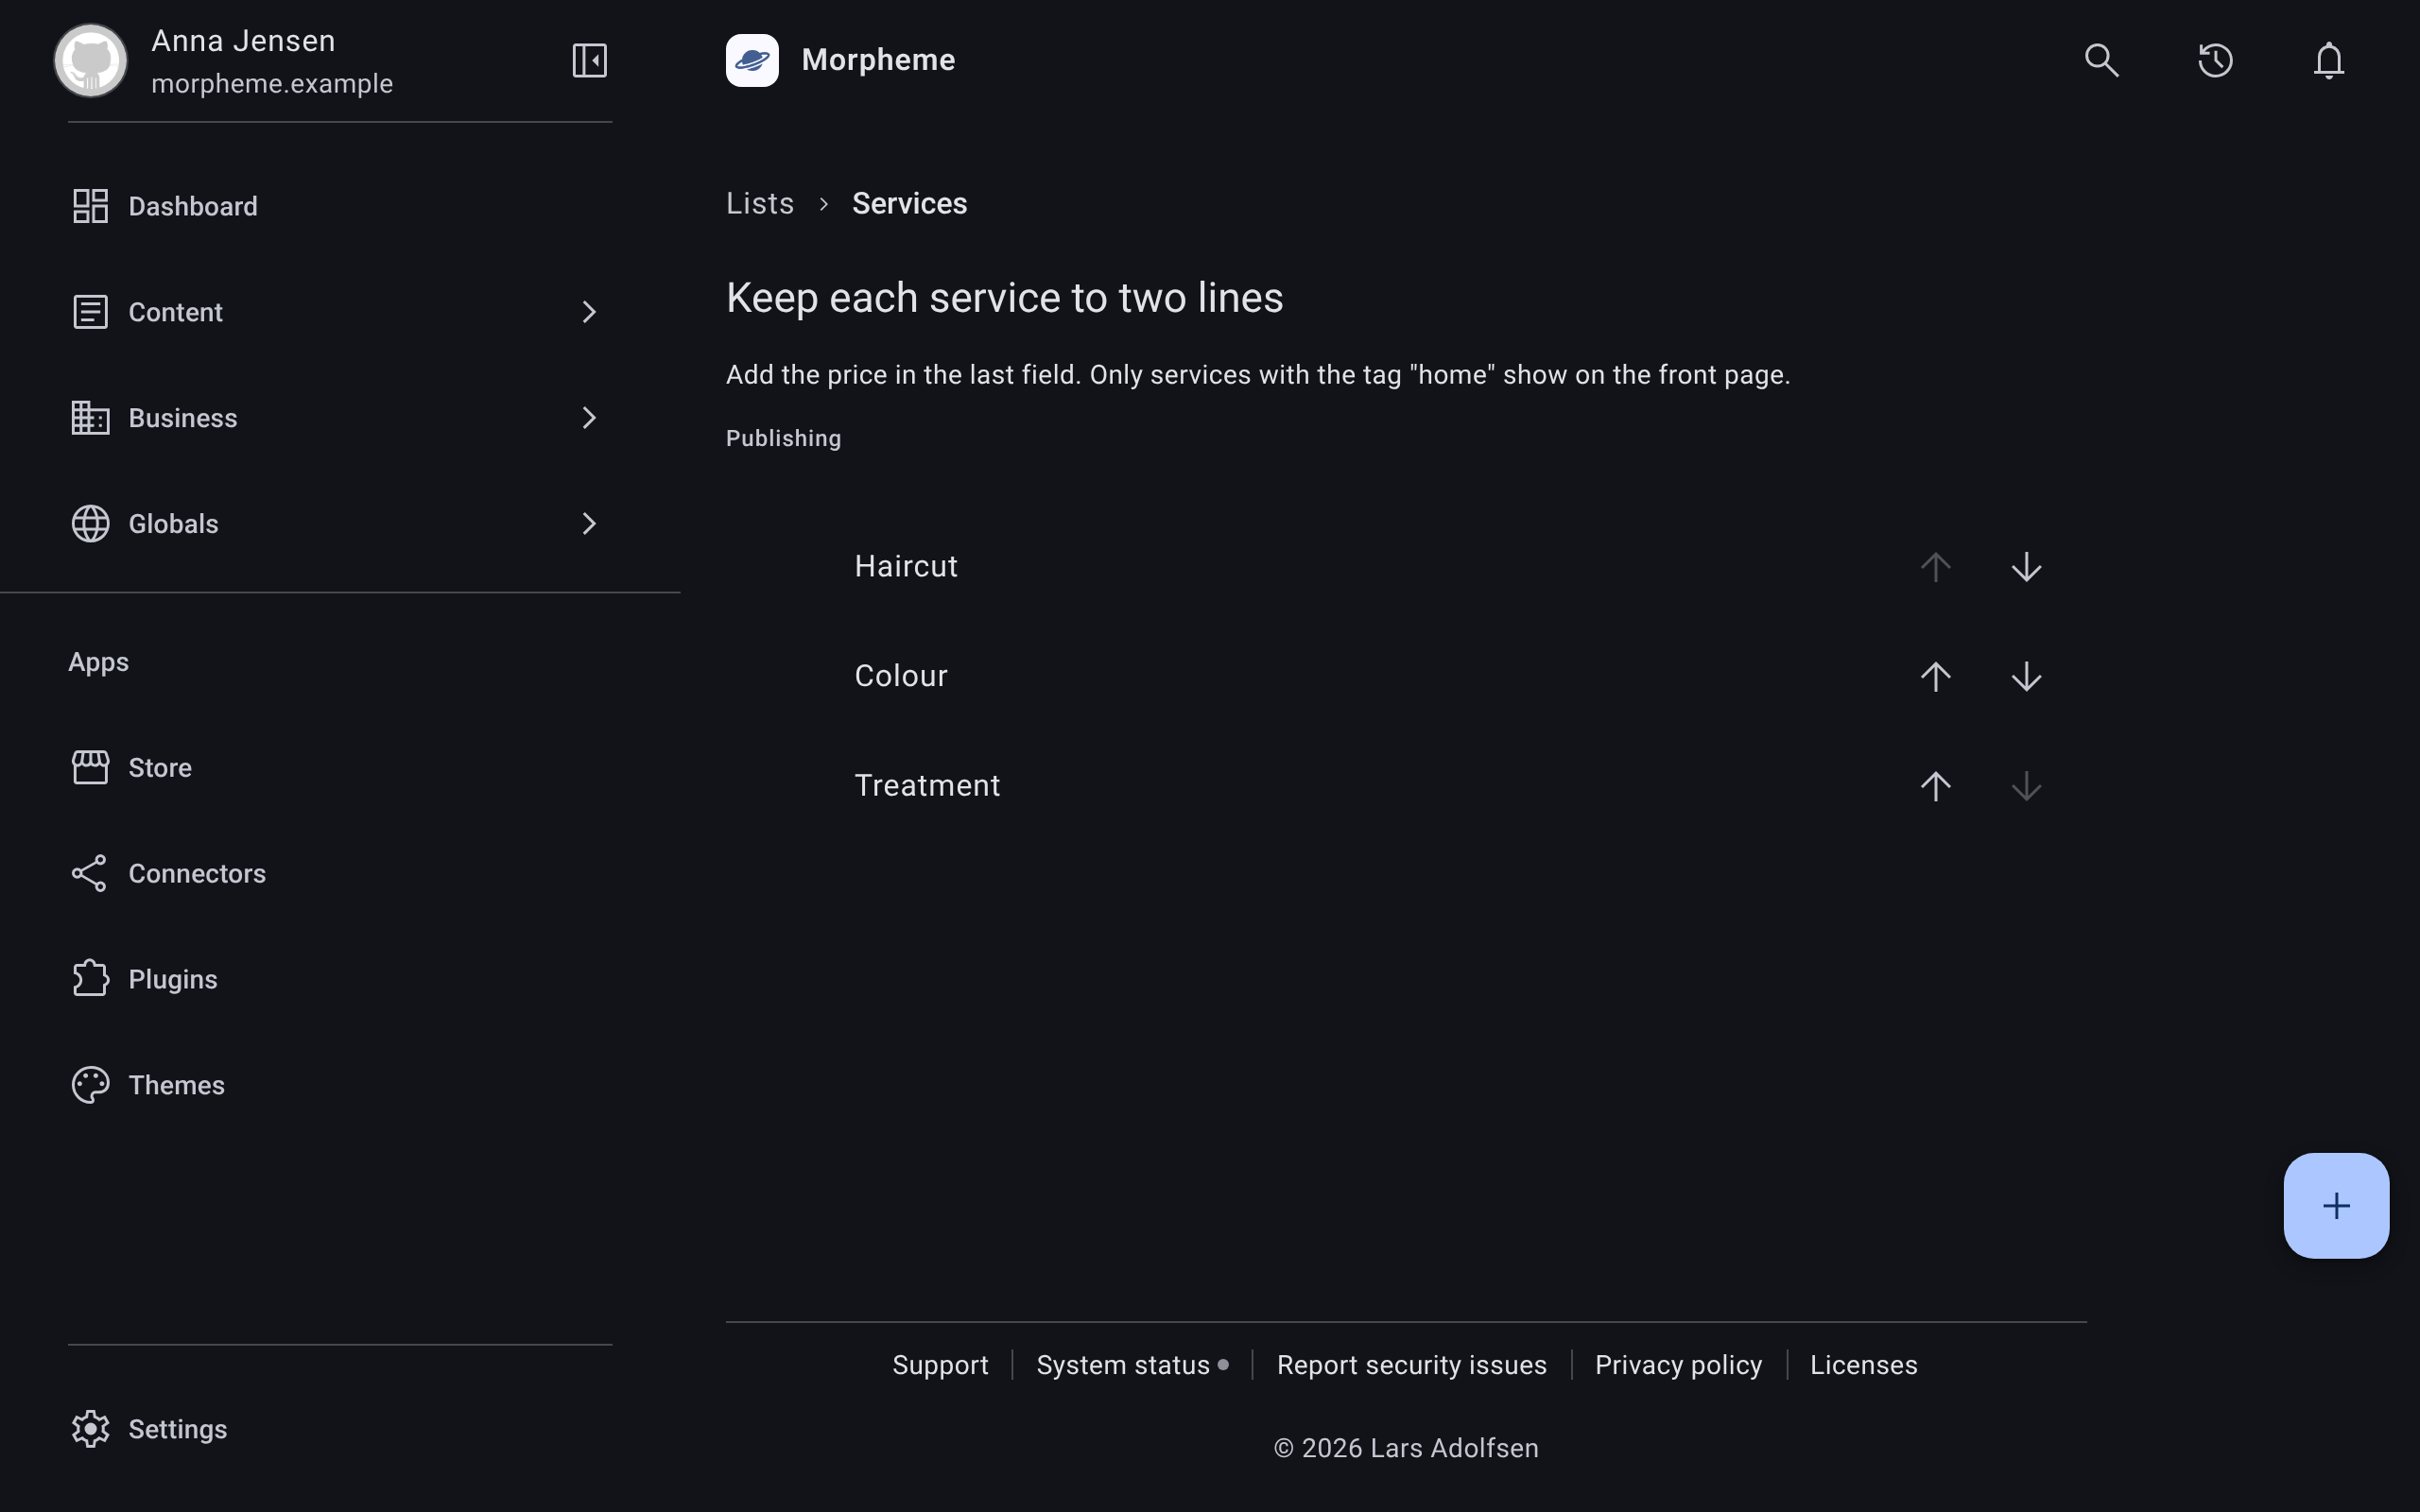 Anna Jensen
morpheme.example
Dashboard
Content
Business
Globals
Apps
Store
Connectors
Plugins
Themes
Settings
Morpheme
Lists
Services
Keep each service to two lines
Add the price in the last field. Only services with the tag "home" show on the front page.
Publishing
Haircut
Colour
Treatment
Support
System status
Report security issues
Privacy policy
Licenses
© 2026 Lars Adolfsen